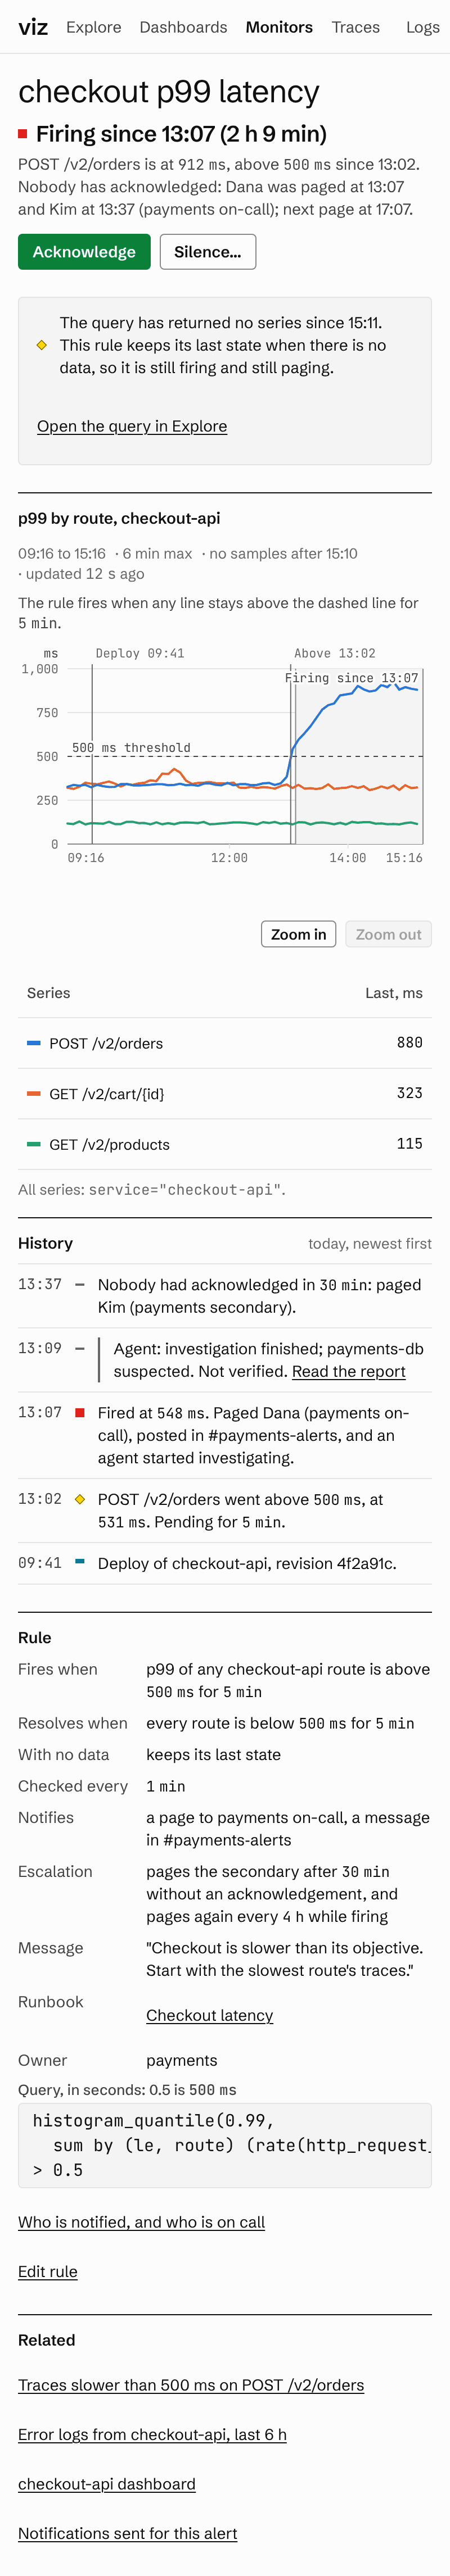 viz Explore Dashboards Monitors Traces Logs
checkout p99 latency
Firing since 13:07 (2 h 9 min)
POST /v2/orders is at 912 ms, above 500 ms since 13:02.
Nobody has acknowledged: Dana was paged at 13:07
and Kim at 13:37 (payments on-call); next page at 17:07.
Acknowledge Silence...
The query has returned no series since 15:11.
This rule keeps its last state when there is no
data, so it is still firing and still paging.
Open the query in Explore
p99 by route, checkout-api
09:16 to 15:16 · 6 min max · no samples after 15:10
· updated 12 s ago
The rule fires when any line stays above the dashed line for
5 min.
ms Deploy 09:41 Above 13:02
1,000
Firing since 13:07
750
500 ms threshold
500
250
0
09:16 12:00 14:00 15:16
Zoom in Zoom out
Series Last, ms
POST /v2/orders 880
GET /v2/cart/{id} 323
GET /v2/products 115
All series: service="checkout-api".
History today, newest first
13:37 Nobody had acknowledged in 30 min: paged
Kim (payments secondary).
13:09 Agent: investigation finished; payments-db
suspected. Not verified. Read the report
13:07 Fired at 548 ms. Paged Dana (payments on-
call), posted in #payments-alerts, and an
agent started investigating.
13:02 POST /v2/orders went above 500 ms, at
531 ms. Pending for 5 min.
09:41 Deploy of checkout-api, revision 4f2a91c.
Rule
Fires when p99 of any checkout-api route is above
500 ms for 5 min
Resolves when every route is below 500 ms for 5 min
With no data keeps its last state
Checked every 1 min
Notifies a page to payments on-call, a message
in #payments-alerts
Escalation pages the secondary after 30 min
without an acknowledgement, and
pages again every 4 h while firing
Message "Checkout is slower than its objective.
Start with the slowest route's traces."
Runbook Checkout latency
Owner payments
Query, in seconds: 0.5 is 500 ms
histogram_quantile(0.99,
sum by (le, route) (rate(http_request_
> 0.5
Who is notified, and who is on call
Edit rule
Related
Traces slower than 500 ms on POST /v2/orders
Error logs from checkout-api, last 6 h
checkout-api dashboard
Notifications sent for this alert